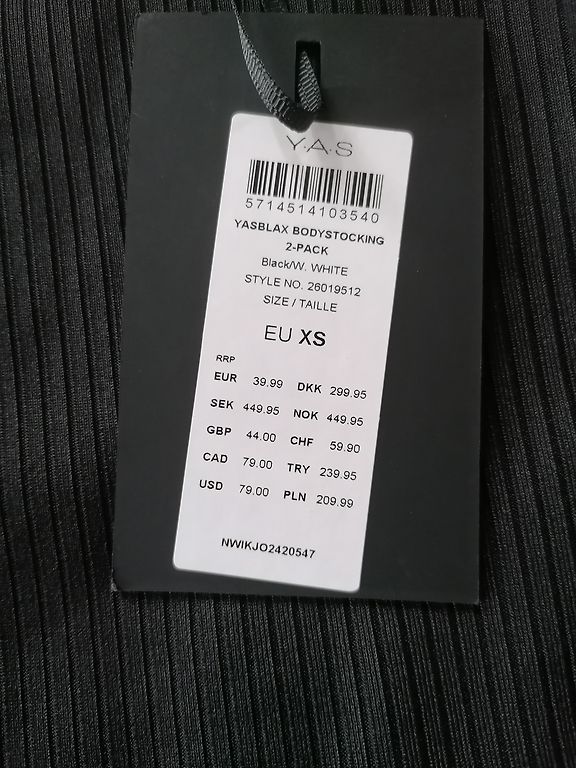 Y.A.S
5714514103540
YASBLAX BODYSTOCKING
2-PACK
Black/W. WHITE
STYLE NO. 26019512
SIZE / TAILLE
EU XS
RRP
EUR 39.99 DKK 299.95
SEK 449.95 NOK 449.95
GBP 44.00 CHF 59.90
CAD 79.00 TRY 239.95
USD 79.00 PLN 209.99
NWIKJO2420547